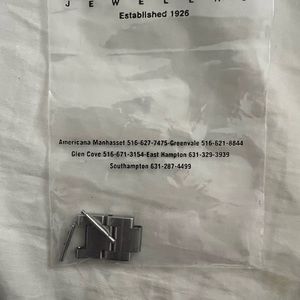 JEWELERS
Established 1926
Americana Manhasset 516-627-7475-Greenvale 516-621-8844
Glen Cove 516-671-3154-East Hampton 631-329-3939
Southampton 631-287-4499